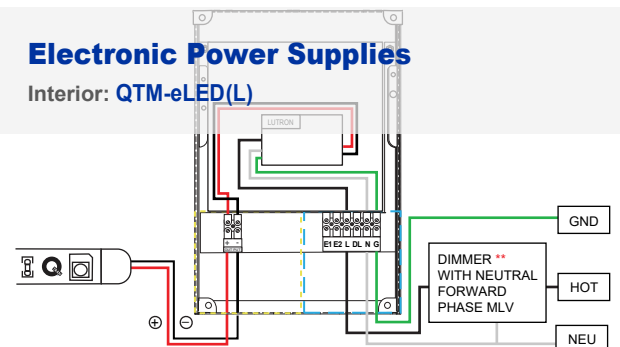 Electronic Power Supplies
Interior: QTM-eLED(L)
LUTRON
+ −
E1 E2 L DL N G
GND
DIMMER **
WITH NEUTRAL
FORWARD
PHASE MLV
HOT
NEU
Q
⊕ ⊖